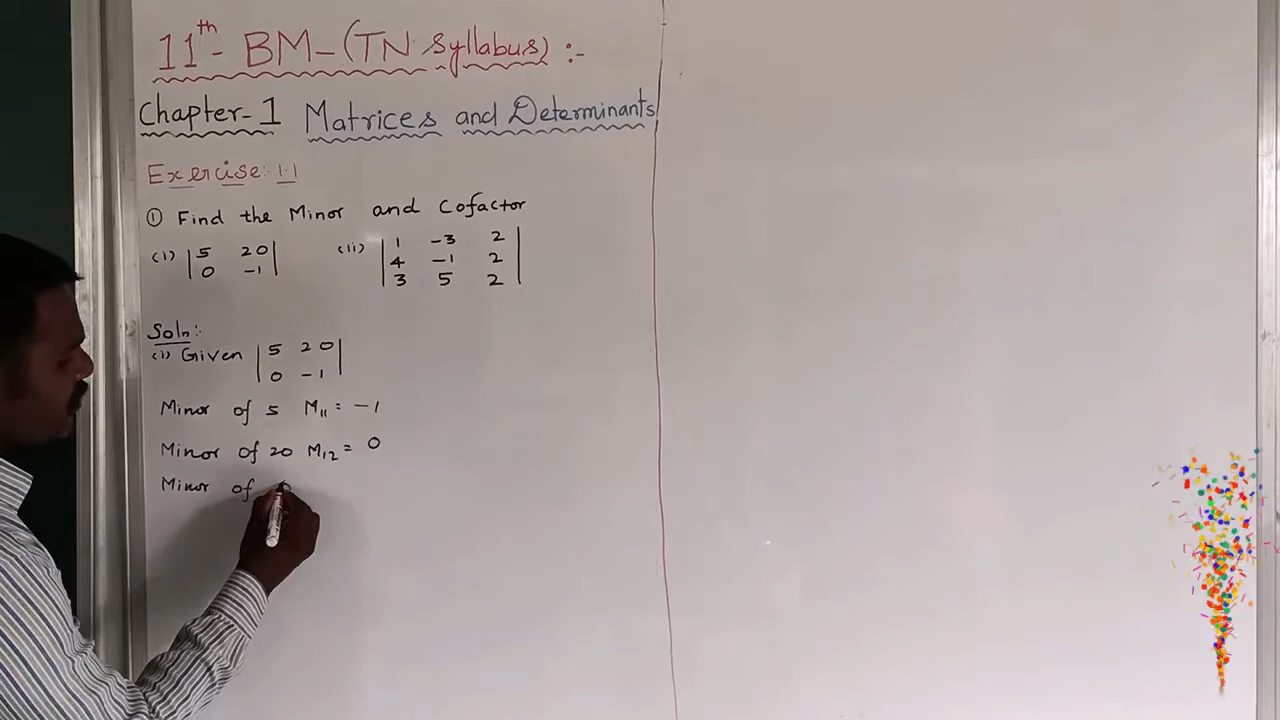 11th - BM - (TN Syllabus) :-
Chapter - 1 Matrices and Determinants
Exercise: 1.1
① Find the Minor and Cofactor
(i) | 5 20 | (ii) | 1 -3 2 |
| 0 -1 | | 4 -1 2 |
| 3 5 2 |
Soln:
(i) Given | 5 20 |
| 0 -1 |
Minor of 5 M11 = -1
Minor of 20 M12 = 0
Minor of